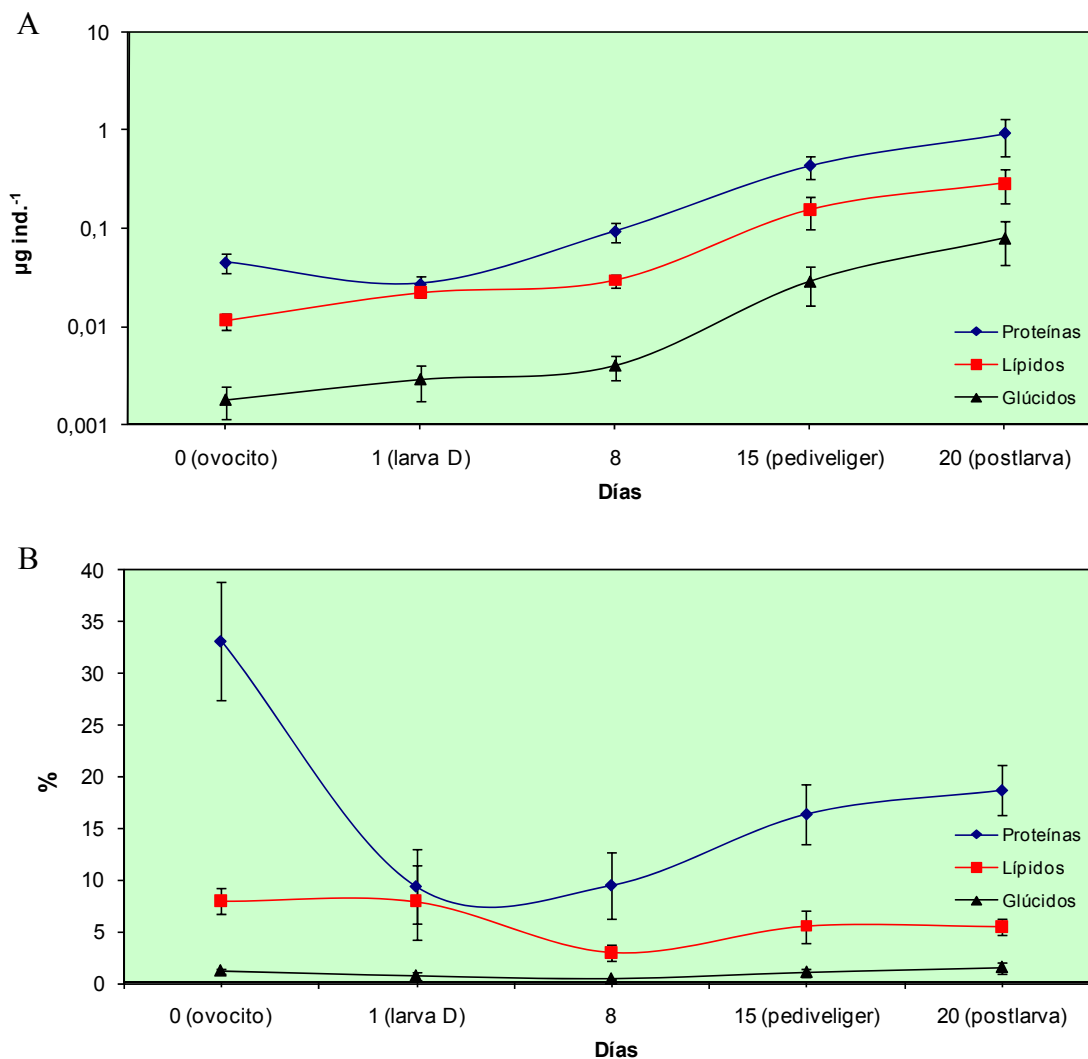 A
10
1
0,1
0,01
0,001
µg ind.-1
Proteínas
Lípidos
Glúcidos
0 (ovocito) 1 (larva D) 8 15 (pediveliger) 20 (postlarva)
Días
B
40
35
30
25
20
15
10
5
0
%
Proteínas
Lípidos
Glúcidos
0 (ovocito) 1 (larva D) 8 15 (pediveliger) 20 (postlarva)
Días